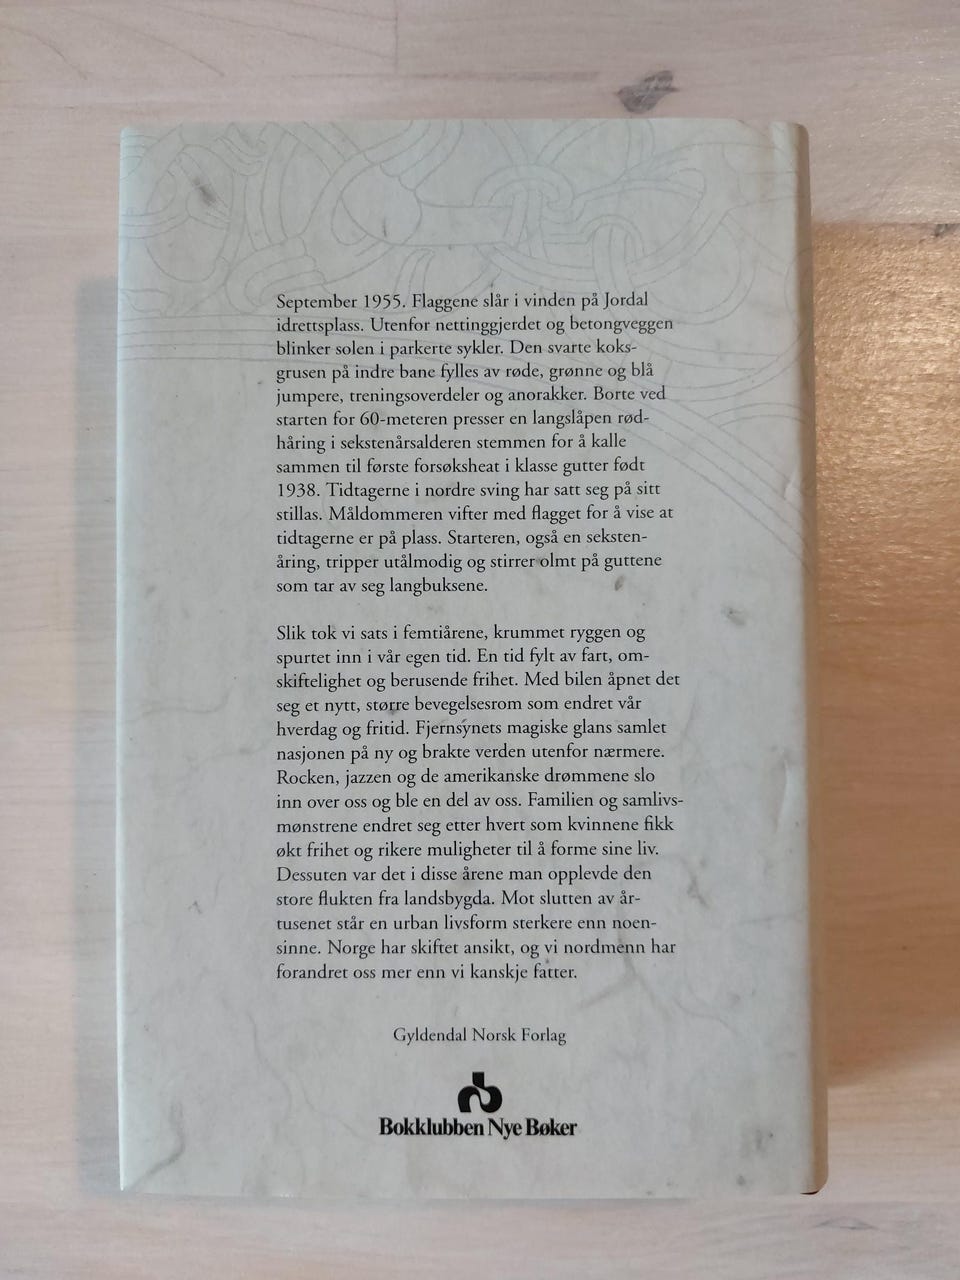 September 1955. Flaggene slår i vinden på Jordal
idrettsplass. Utenfor nettinggjerdet og betongveggen
blinker solen i parkerte sykler. Den svarte koks-
grusen på indre bane fylles av røde, grønne og blå
jumpere, treningsoverdeler og anorakker. Borte ved
starten for 60-meteren presser en langslåpen rød-
håring i sekstenårsalderen stemmen for å kalle
sammen til første forsøksheat i klasse gutter født
1938. Tidtagerne i nordre sving har satt seg på sitt
stillas. Måldommeren vifter med flagget for å vise at
tidtagerne er på plass. Starteren, også en seksten-
åring, tripper utålmodig og stirrer olmt på guttene
som tar av seg langbuksene.
Slik tok vi sats i femtiårene, krummet ryggen og
spurtet inn i vår egen tid. En tid fylt av fart, om-
skiftelighet og berusende frihet. Med bilen åpnet det
seg et nytt, større bevegelsesrom som endret vår
hverdag og fritid. Fjernsynets magiske glans samlet
nasjonen på ny og brakte verden utenfor nærmere.
Rocken, jazzen og de amerikanske drømmene slo
inn over oss og ble en del av oss. Familien og samlivs-
mønstrene endret seg etter hvert som kvinnene fikk
økt frihet og rikere muligheter til å forme sine liv.
Dessuten var det i disse årene man opplevde den
store flukten fra landsbygda. Mot slutten av år-
tusenet står en urban livsform sterkere enn noen-
sinne. Norge har skiftet ansikt, og vi nordmenn har
forandret oss mer enn vi kanskje fatter.
Gyldendal Norsk Forlag
Bokklubben Nye Bøker